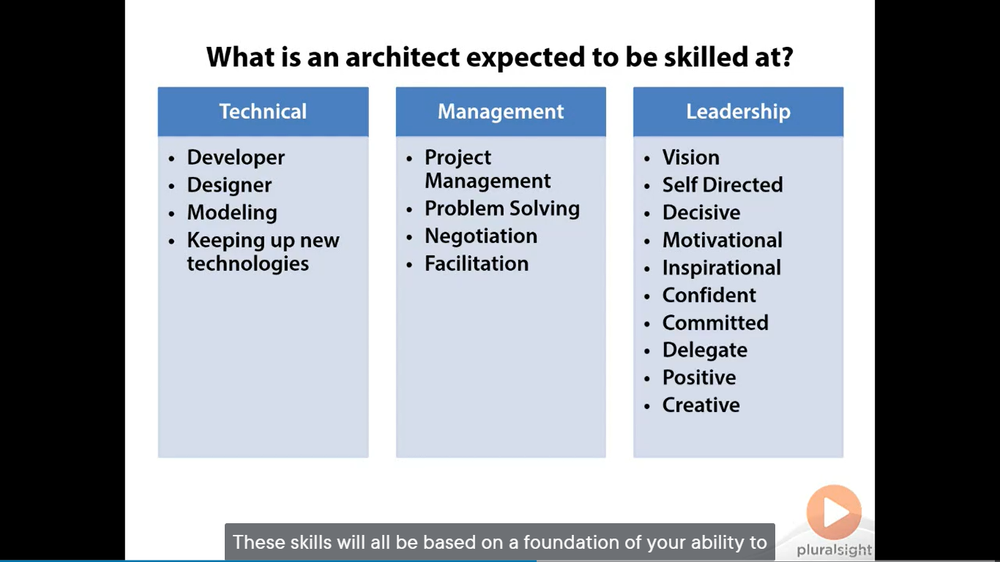 What is an architect expected to be skilled at?
Technical
• Developer
• Designer
• Modeling
• Keeping up new
technologies
Management
• Project
Management
• Problem Solving
• Negotiation
• Facilitation
Leadership
• Vision
• Self Directed
• Decisive
• Motivational
• Inspirational
• Confident
• Committed
• Delegate
• Positive
• Creative
These skills will all be based on a foundation of your ability to
pluralsight